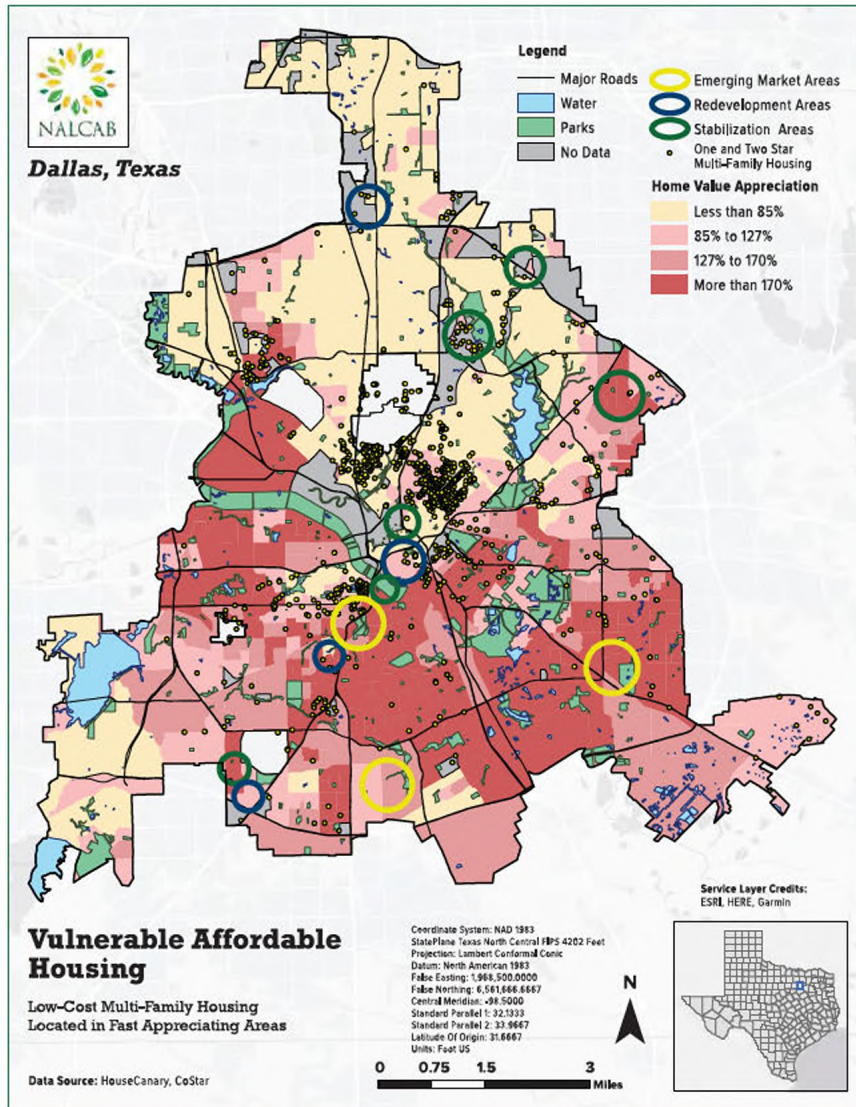 NALCAB
Dallas, Texas
Legend
Major Roads
Water
Parks
No Data
Emerging Market Areas
Redevelopment Areas
Stabilization Areas
One and Two Star
Multi-Family Housing
Home Value Appreciation
Less than 85%
85% to 127%
127% to 170%
More than 170%
Service Layer Credits:
ESRI, HERE, Garmin
Vulnerable Affordable
Housing
Low-Cost Multi-Family Housing
Located in Fast Appreciating Areas
Data Source: HouseCanary, CoStar
Coordinate System: NAD 1983
StatePlane Texas North Central FIPS 4202 Feet
Projection: Lambert Conformal Conic
Datum: North American 1983
False Easting: 1,968,500.0000
False Northing: 6,561,666.6667
Central Meridian: -98.5000
Standard Parallel 1: 32.1333
Standard Parallel 2: 33.9667
Latitude Of Origin: 31.6667
Units: Foot US
N
0 0.75 1.5 3
Miles